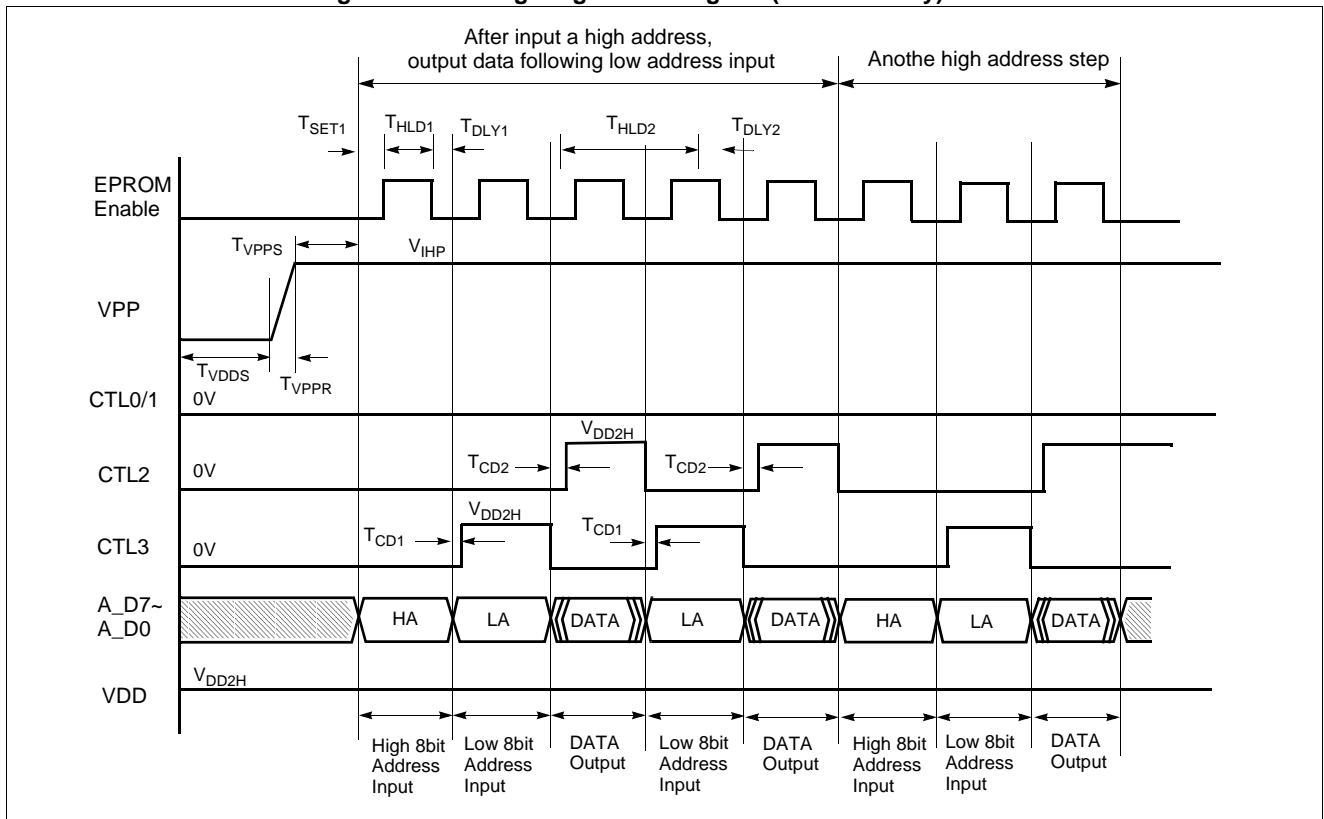 After input a high address,
output data following low address input
Anothe high address step
TSET1
THLD1
TDLY1
THLD2
TDLY2
EPROM
Enable
TVPPS
VIHP
VPP
TVDDS
TVPPR
CTL0/1
0V
VDD2H
CTL2
0V
TCD2
TCD2
VDD2H
CTL3
0V
TCD1
TCD1
A_D7~
A_D0
HA
LA
DATA
LA
DATA
HA
LA
DATA
VDD2H
VDD
High 8bit
Address
Input
Low 8bit
Address
Input
DATA
Output
Low 8bit
Address
Input
DATA
Output
High 8bit
Address
Input
Low 8bit
Address
Input
DATA
Output